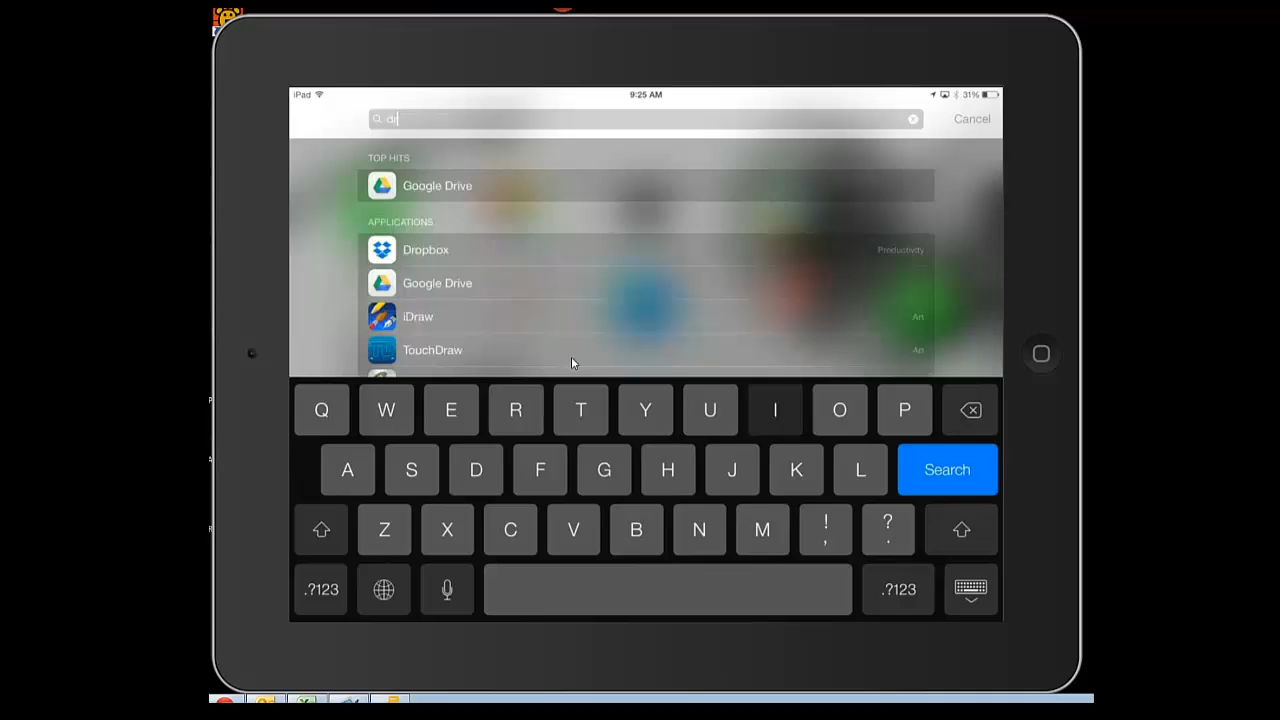 iPad 9:25 AM 31%
dr Cancel
TOP HITS
Google Drive
APPLICATIONS
Dropbox Productivity
Google Drive
iDraw Art
TouchDraw Art
Q W E R T Y U I O P
A S D F G H J K L Search
Z X C V B N M ! , ? .
.?123 .?123